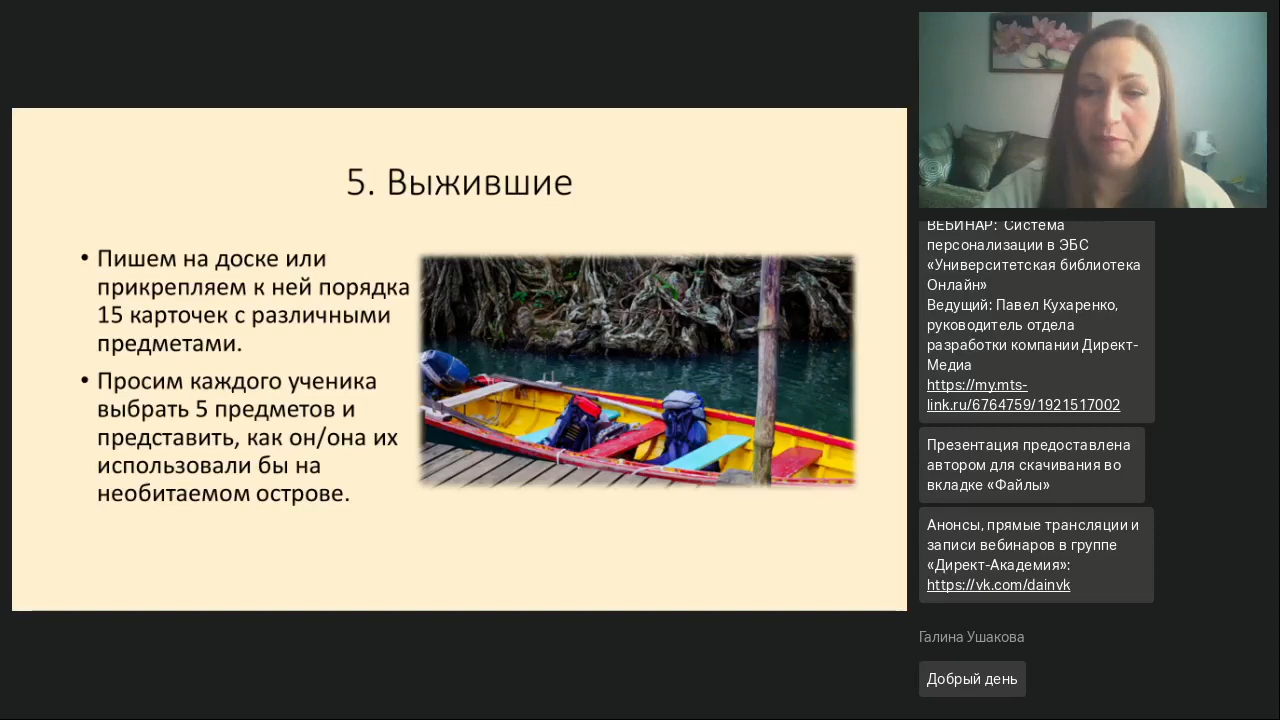 5. Выжившие
• Пишем на доске или
прикрепляем к ней порядка
15 карточек с различными
предметами.
• Просим каждого ученика
выбрать 5 предметов и
представить, как он/она их
использовали бы на
необитаемом острове.
ВЕБИНАР: Система
персонализации в ЭБС
«Университетская библиотека
Онлайн»
Ведущий: Павел Кухаренко,
руководитель отдела
разработки компании Директ-
Медиа
https://my.mts-
link.ru/6764759/1921517002
Презентация предоставлена
автором для скачивания во
вкладке «Файлы»
Анонсы, прямые трансляции и
записи вебинаров в группе
«Директ-Академия»:
https://vk.com/dainvk
Галина Ушакова
Добрый день